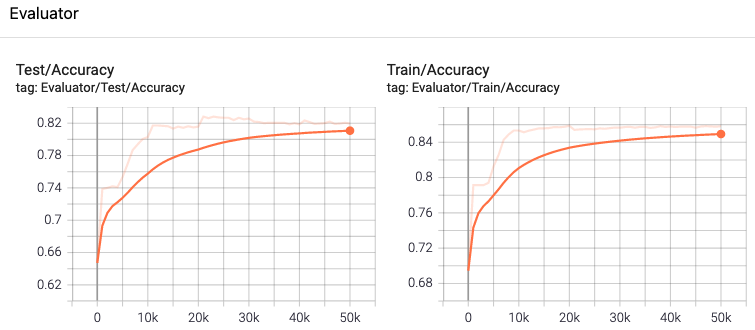 Evaluator
Test/Accuracy
tag: Evaluator/Test/Accuracy
0.82
0.78
0.74
0.7
0.66
0.62
0 10k 20k 30k 40k 50k
Train/Accuracy
tag: Evaluator/Train/Accuracy
0.84
0.8
0.76
0.72
0.68
0 10k 20k 30k 40k 50k